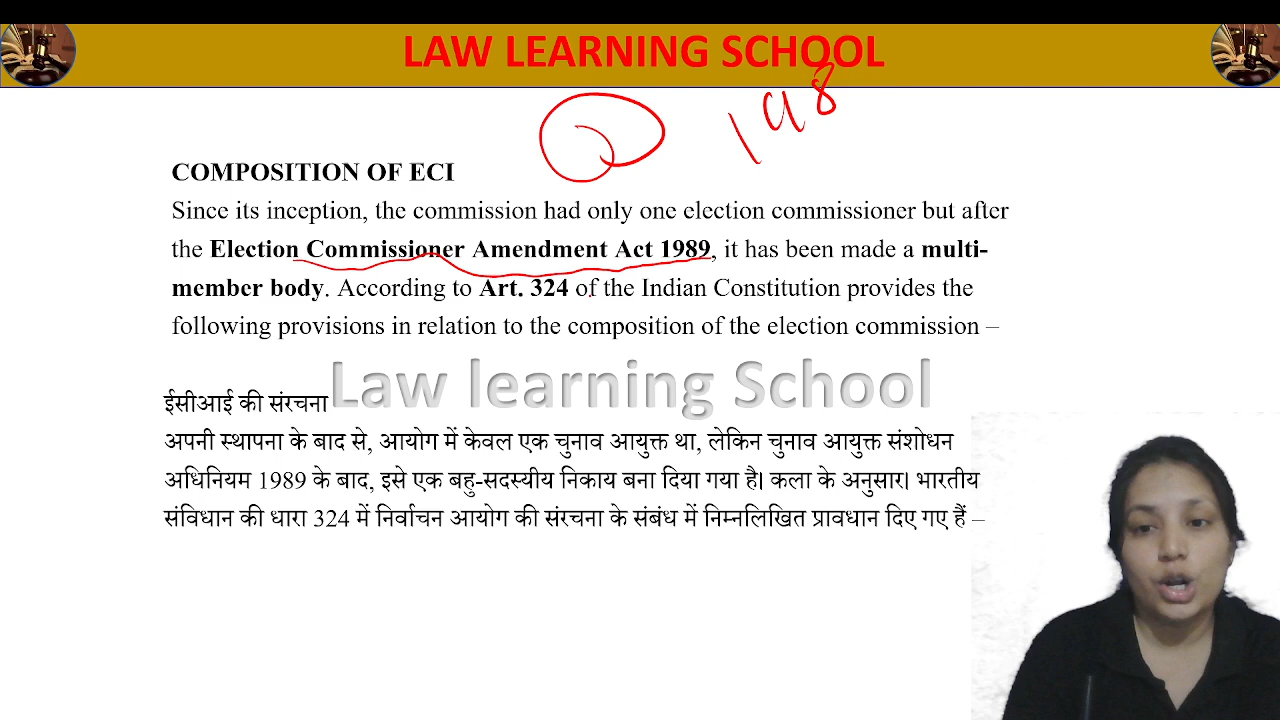 LAW LEARNING SCHOOL
198
COMPOSITION OF ECI
Since its inception, the commission had only one election commissioner but after
the Election Commissioner Amendment Act 1989, it has been made a multi-
member body. According to Art. 324 of the Indian Constitution provides the
following provisions in relation to the composition of the election commission –
Law learning School
ईसीआई की संरचना
अपनी स्थापना के बाद से, आयोग में केवल एक चुनाव आयुक्त था, लेकिन चुनाव आयुक्त संशोधन
अधिनियम 1989 के बाद, इसे एक बहु-सदस्यीय निकाय बना दिया गया है। कला के अनुसार। भारतीय
संविधान की धारा 324 में निर्वाचन आयोग की संरचना के संबंध में निम्नलिखित प्रावधान दिए गए हैं –